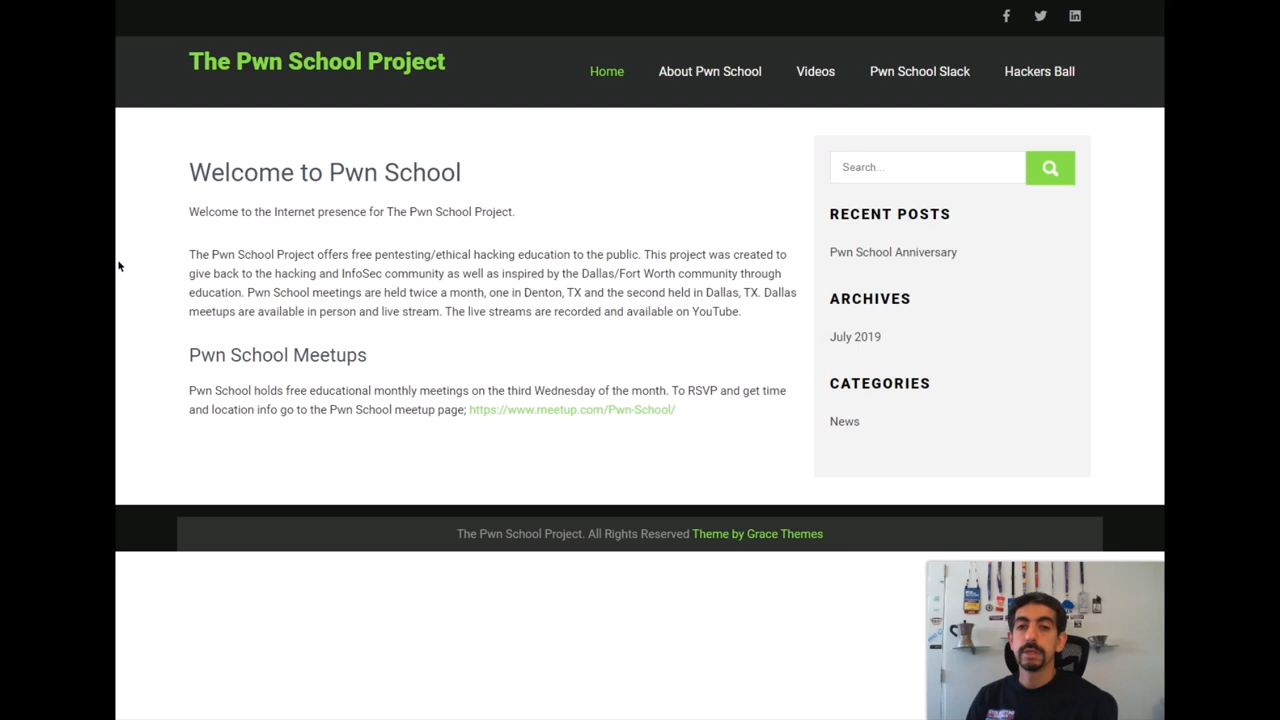 The Pwn School Project
Home
About Pwn School
Videos
Pwn School Slack
Hackers Ball
Welcome to Pwn School
Welcome to the Internet presence for The Pwn School Project.
The Pwn School Project offers free pentesting/ethical hacking education to the public. This project was created to
give back to the hacking and InfoSec community as well as inspired by the Dallas/Fort Worth community through
education. Pwn School meetings are held twice a month, one in Denton, TX and the second held in Dallas, TX. Dallas
meetups are available in person and live stream. The live streams are recorded and available on YouTube.
Pwn School Meetups
Pwn School holds free educational monthly meetings on the third Wednesday of the month. To RSVP and get time
and location info go to the Pwn School meetup page; https://www.meetup.com/Pwn-School/
Search...
RECENT POSTS
Pwn School Anniversary
ARCHIVES
July 2019
CATEGORIES
News
The Pwn School Project. All Rights Reserved Theme by Grace Themes